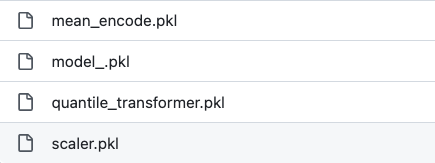 mean_encode.pkl
model_.pkl
quantile_transformer.pkl
scaler.pkl